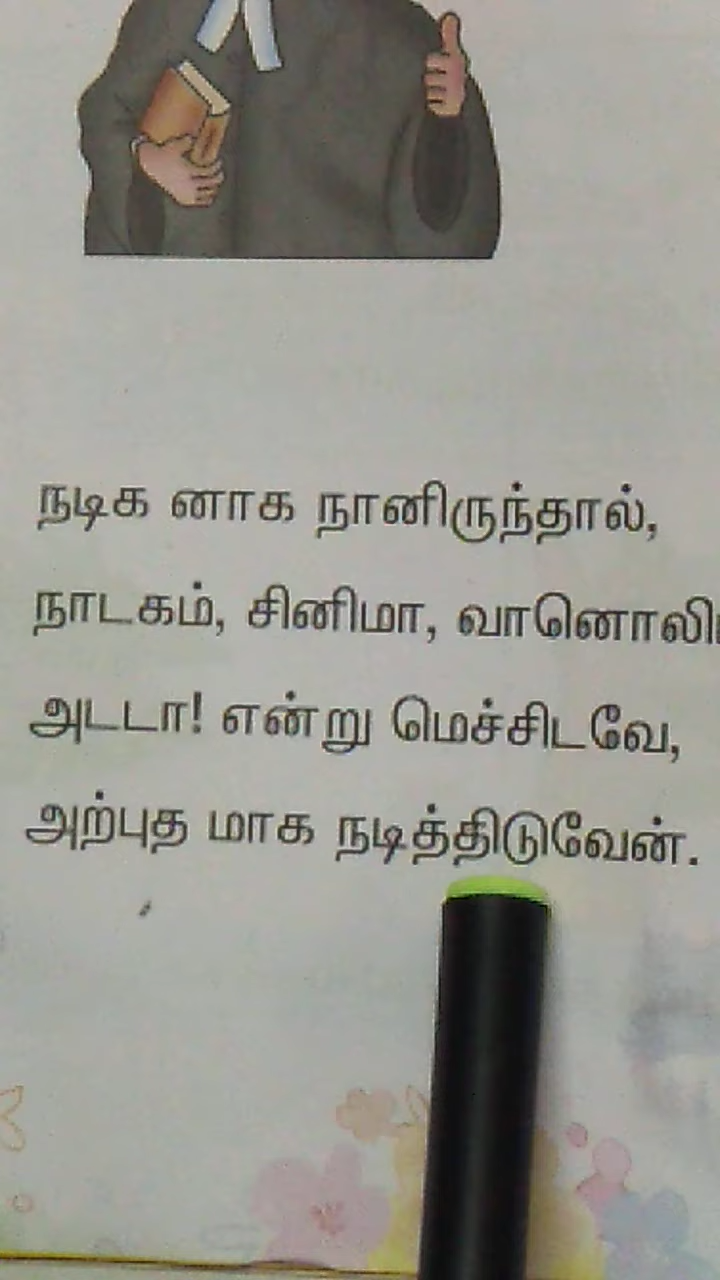 நடிக னாக நானிருந்தால்,
நாடகம், சினிமா,
அடடா! என்று மெச்சிடவே,
அற்புத மாக நடித்திடுவேன்.